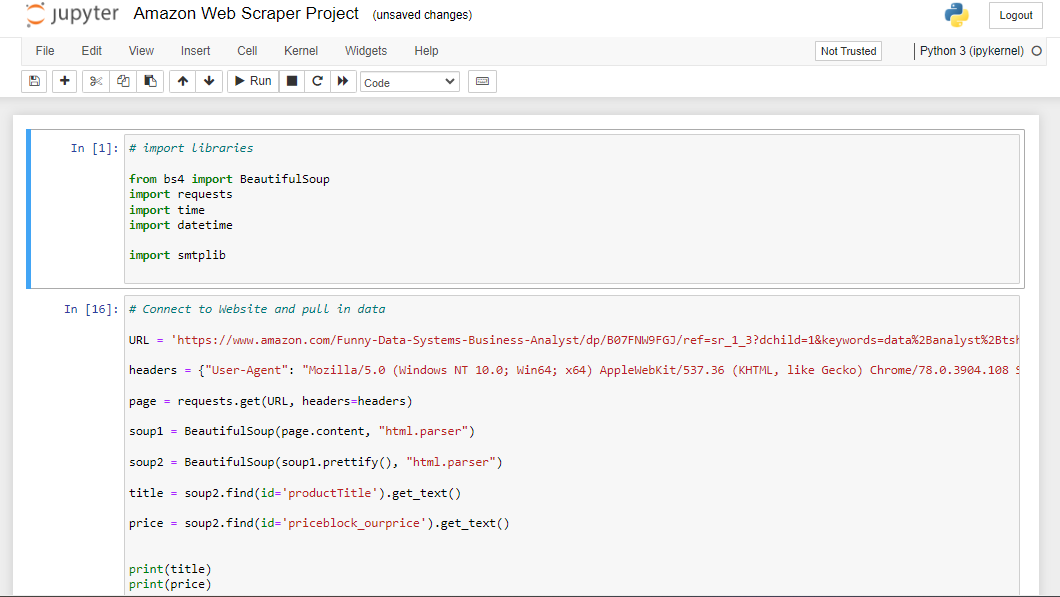 jupyter Amazon Web Scraper Project (unsaved changes) Logout
File Edit View Insert Cell Kernel Widgets Help Not Trusted Python 3 (ipykernel)
Run Code
In [1]: # import libraries
from bs4 import BeautifulSoup
import requests
import time
import datetime
import smtplib
In [16]: # Connect to Website and pull in data
URL = 'https://www.amazon.com/Funny-Data-Systems-Business-Analyst/dp/B07FNW9FGJ/ref=sr_1_3?dchild=1&keywords=data%2Banalyst%2Btsh
headers = {"User-Agent": "Mozilla/5.0 (Windows NT 10.0; Win64; x64) AppleWebKit/537.36 (KHTML, like Gecko) Chrome/78.0.3904.108 S
page = requests.get(URL, headers=headers)
soup1 = BeautifulSoup(page.content, "html.parser")
soup2 = BeautifulSoup(soup1.prettify(), "html.parser")
title = soup2.find(id='productTitle').get_text()
price = soup2.find(id='priceblock_ourprice').get_text()
print(title)
print(price)